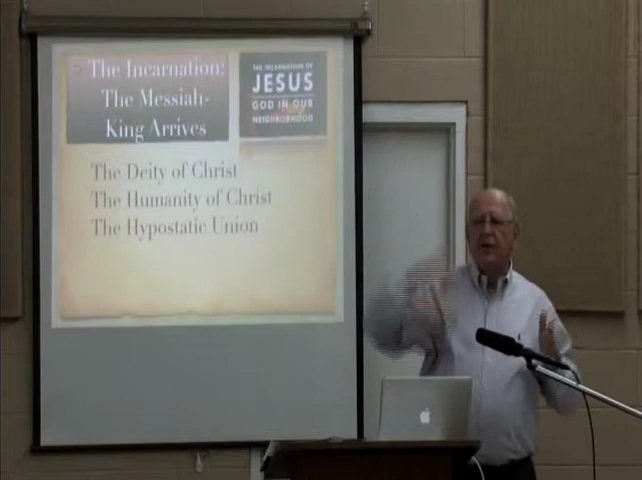 The Incarnation:
The Messiah-
King Arrives
THE INCARNATION OF
JESUS
GOD IN OUR
NEIGHBORHOOD
The Deity of Christ
The Humanity of Christ
The Hypostatic Union